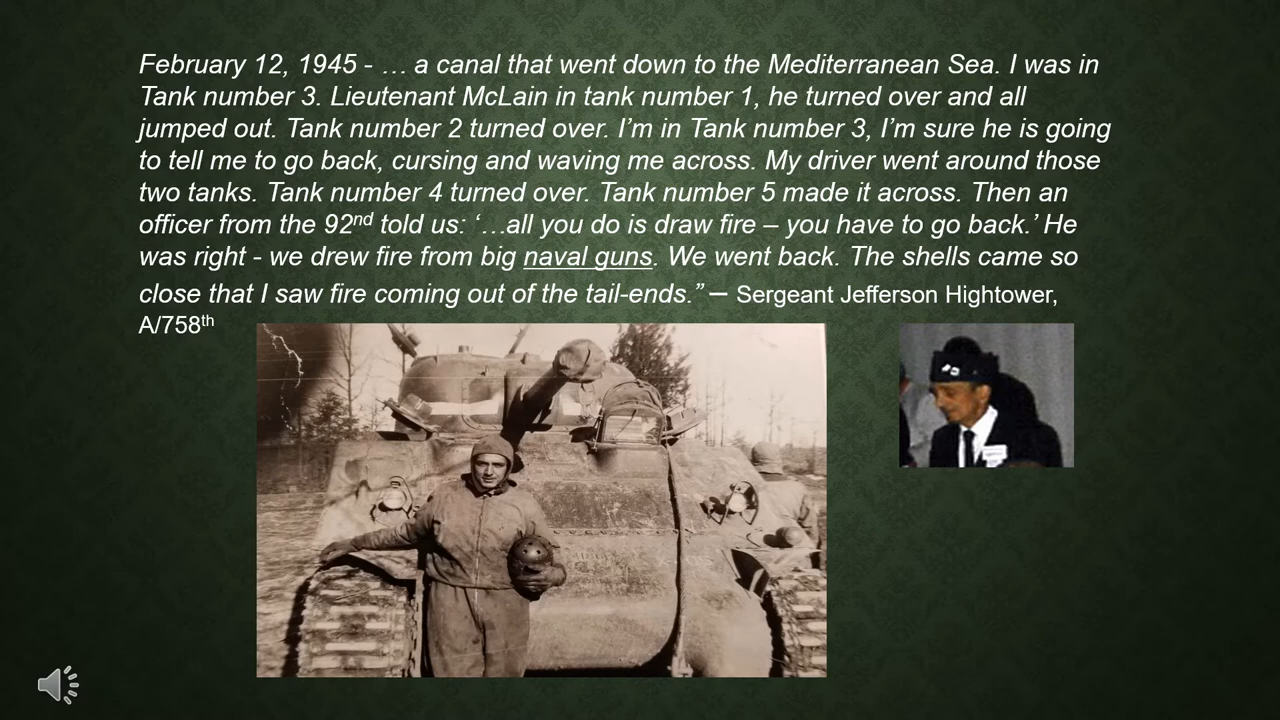 February 12, 1945 - … a canal that went down to the Mediterranean Sea. I was in
Tank number 3. Lieutenant McLain in tank number 1, he turned over and all
jumped out. Tank number 2 turned over. I’m in Tank number 3, I’m sure he is going
to tell me to go back, cursing and waving me across. My driver went around those
two tanks. Tank number 4 turned over. Tank number 5 made it across. Then an
officer from the 92nd told us: ‘…all you do is draw fire – you have to go back.’ He
was right - we drew fire from big naval guns. We went back. The shells came so
close that I saw fire coming out of the tail-ends.” – Sergeant Jefferson Hightower,
A/758th